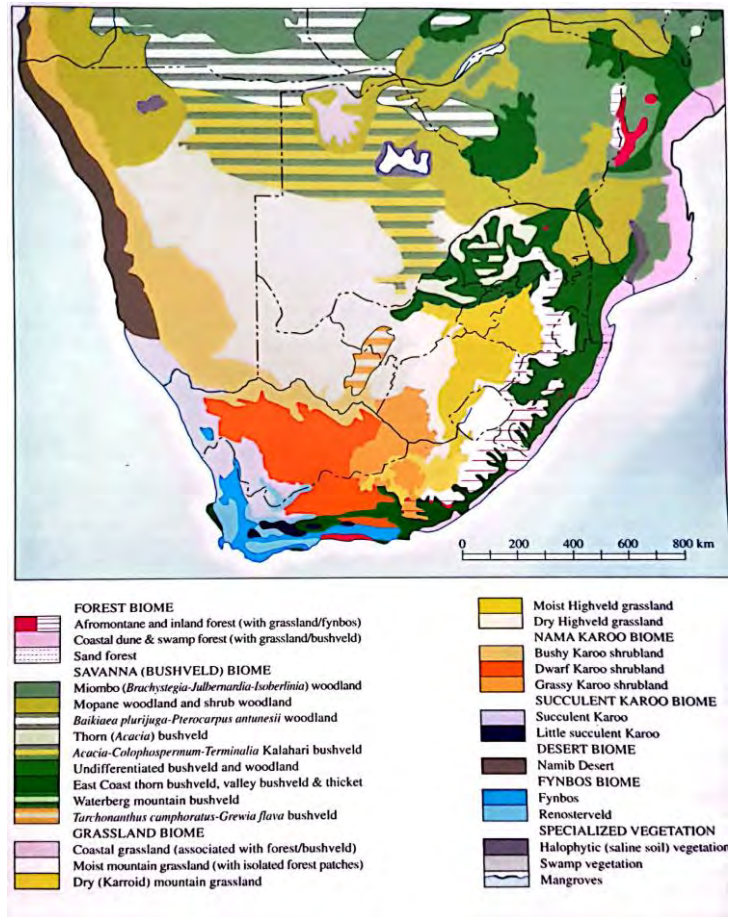 0 200 400 600 800 km
FOREST BIOME
Afromontane and inland forest (with grassland/fynbos)
Coastal dune & swamp forest (with grassland/bushveld)
Sand forest
SAVANNA (BUSHVELD) BIOME
Miombo (Brachystegia-Julbernardia-Isoberlinia) woodland
Mopane woodland and shrub woodland
Baikiaea plurijuga-Pterocarpus antunesii woodland
Thorn (Acacia) bushveld
Acacia-Colophospermum-Terminalia Kalahari bushveld
Undifferentiated bushveld and woodland
East Coast thorn bushveld, valley bushveld & thicket
Waterberg mountain bushveld
Tarchonanthus camphoratus-Grewia flava bushveld
GRASSLAND BIOME
Coastal grassland (associated with forest/bushveld)
Moist mountain grassland (with isolated forest patches)
Dry (Karroid) mountain grassland
Moist Highveld grassland
Dry Highveld grassland
NAMA KAROO BIOME
Bushy Karoo shrubland
Dwarf Karoo shrubland
Grassy Karoo shrubland
SUCCULENT KAROO BIOME
Succulent Karoo
Little succulent Karoo
DESERT BIOME
Namib Desert
FYNBOS BIOME
Fynbos
Renosterveld
SPECIALIZED VEGETATION
Halophytic (saline soil) vegetation
Swamp vegetation
Mangroves